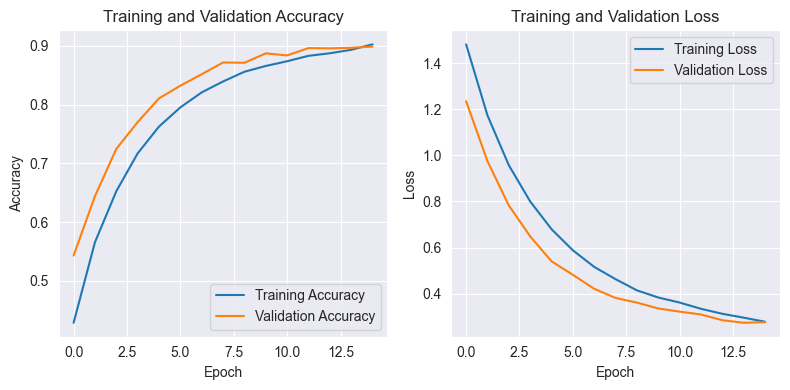 Training and Validation Accuracy
0.9
0.8
0.7
0.6
0.5
Accuracy
Training Accuracy
Validation Accuracy
0.0 2.5 5.0 7.5 10.0 12.5
Epoch
Training and Validation Loss
Training Loss
Validation Loss
1.4
1.2
1.0
0.8
0.6
0.4
Loss
0.0 2.5 5.0 7.5 10.0 12.5
Epoch